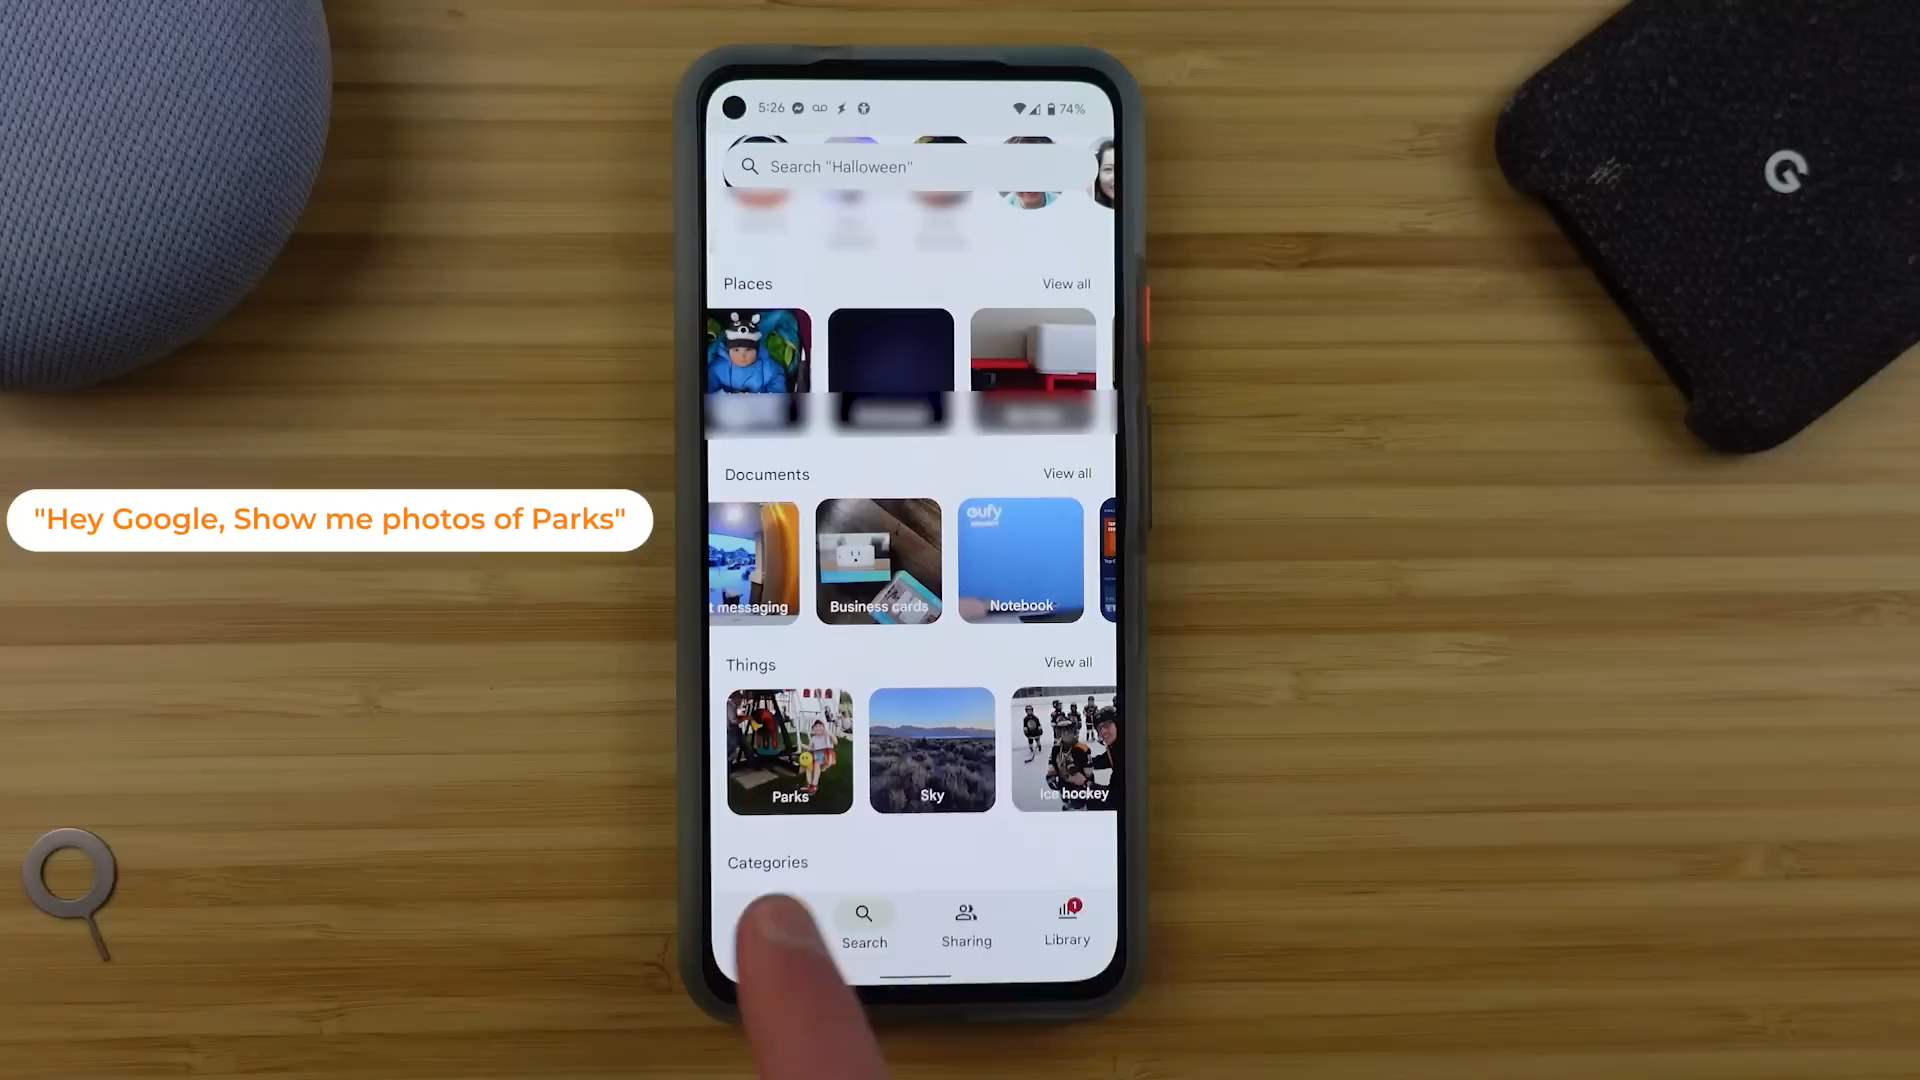 5:26
74%
Search "Halloween"
Places
View all
Documents
View all
"Hey Google, Show me photos of Parks"
eufy
t messaging
Business cards
Notebook
Things
View all
Parks
Sky
Ice hockey
Categories
1
Search
Sharing
Library